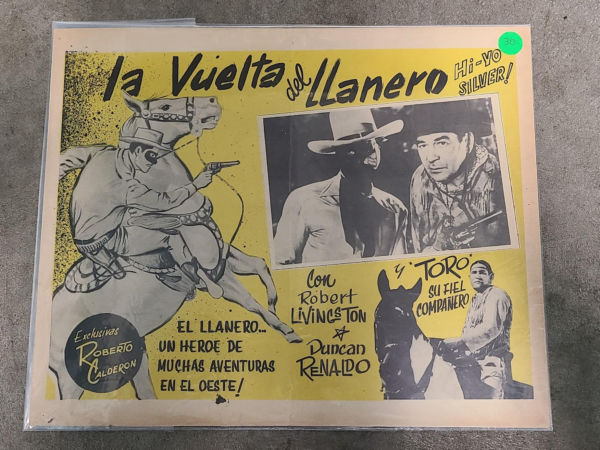 la Vuelta del Llanero
Hi-YO
SILVER!
30
Con
Robert
LiViNGSTON
&
Duncan
RENALDO
y "TORO"
SU FIEL
COMPAÑERO
EL LLANERO...
UN HEROE DE
MUCHAS AVENTURAS
EN EL OESTE!
Exclusivas
ROBERTO
CALDERON